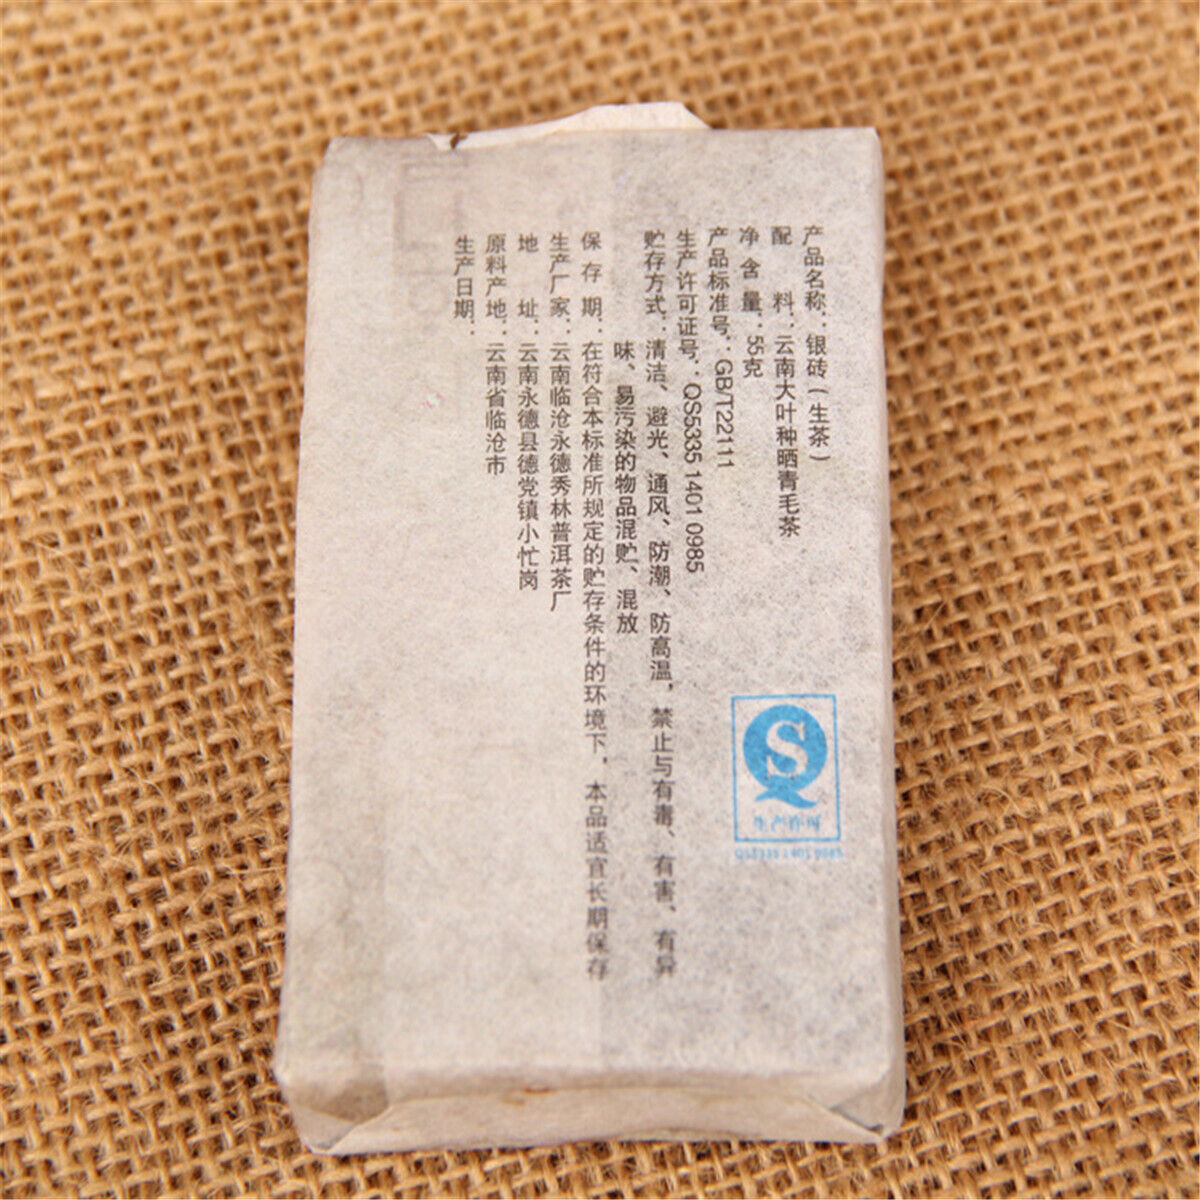 产品名称：银砖（生茶）
配料：云南大叶种晒青毛茶
净含量：55克
产品标准号：GB/T22111
生产许可证号：QS5335 1401 0985
贮存方式：清洁、避光、通风、防潮、防高温，禁止与有毒、有害、有异
味、易污染的物品混贮、混放
保存期：在符合本标准所规定的贮存条件的环境下，本品适宜长期保存
生产厂家：云南临沧永德秀林普洱茶厂
地址：云南永德县德党镇小忙岗
原料产地：云南省临沧市
生产日期：
QS
生产许可
QS5335 1401 0985